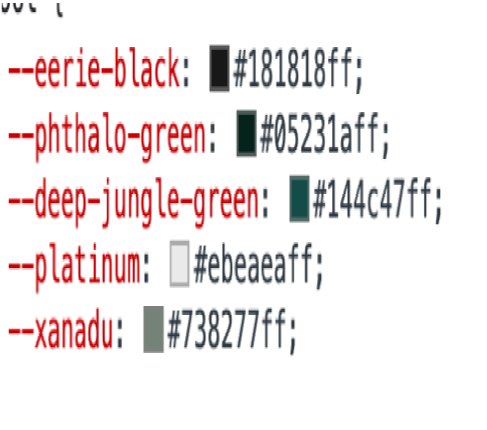 --eerie-black: #181818ff;
--phthalo-green: #05231aff;
--deep-jungle-green: #144c47ff;
--platinum: #ebeaeaff;
--xanadu: #738277ff;